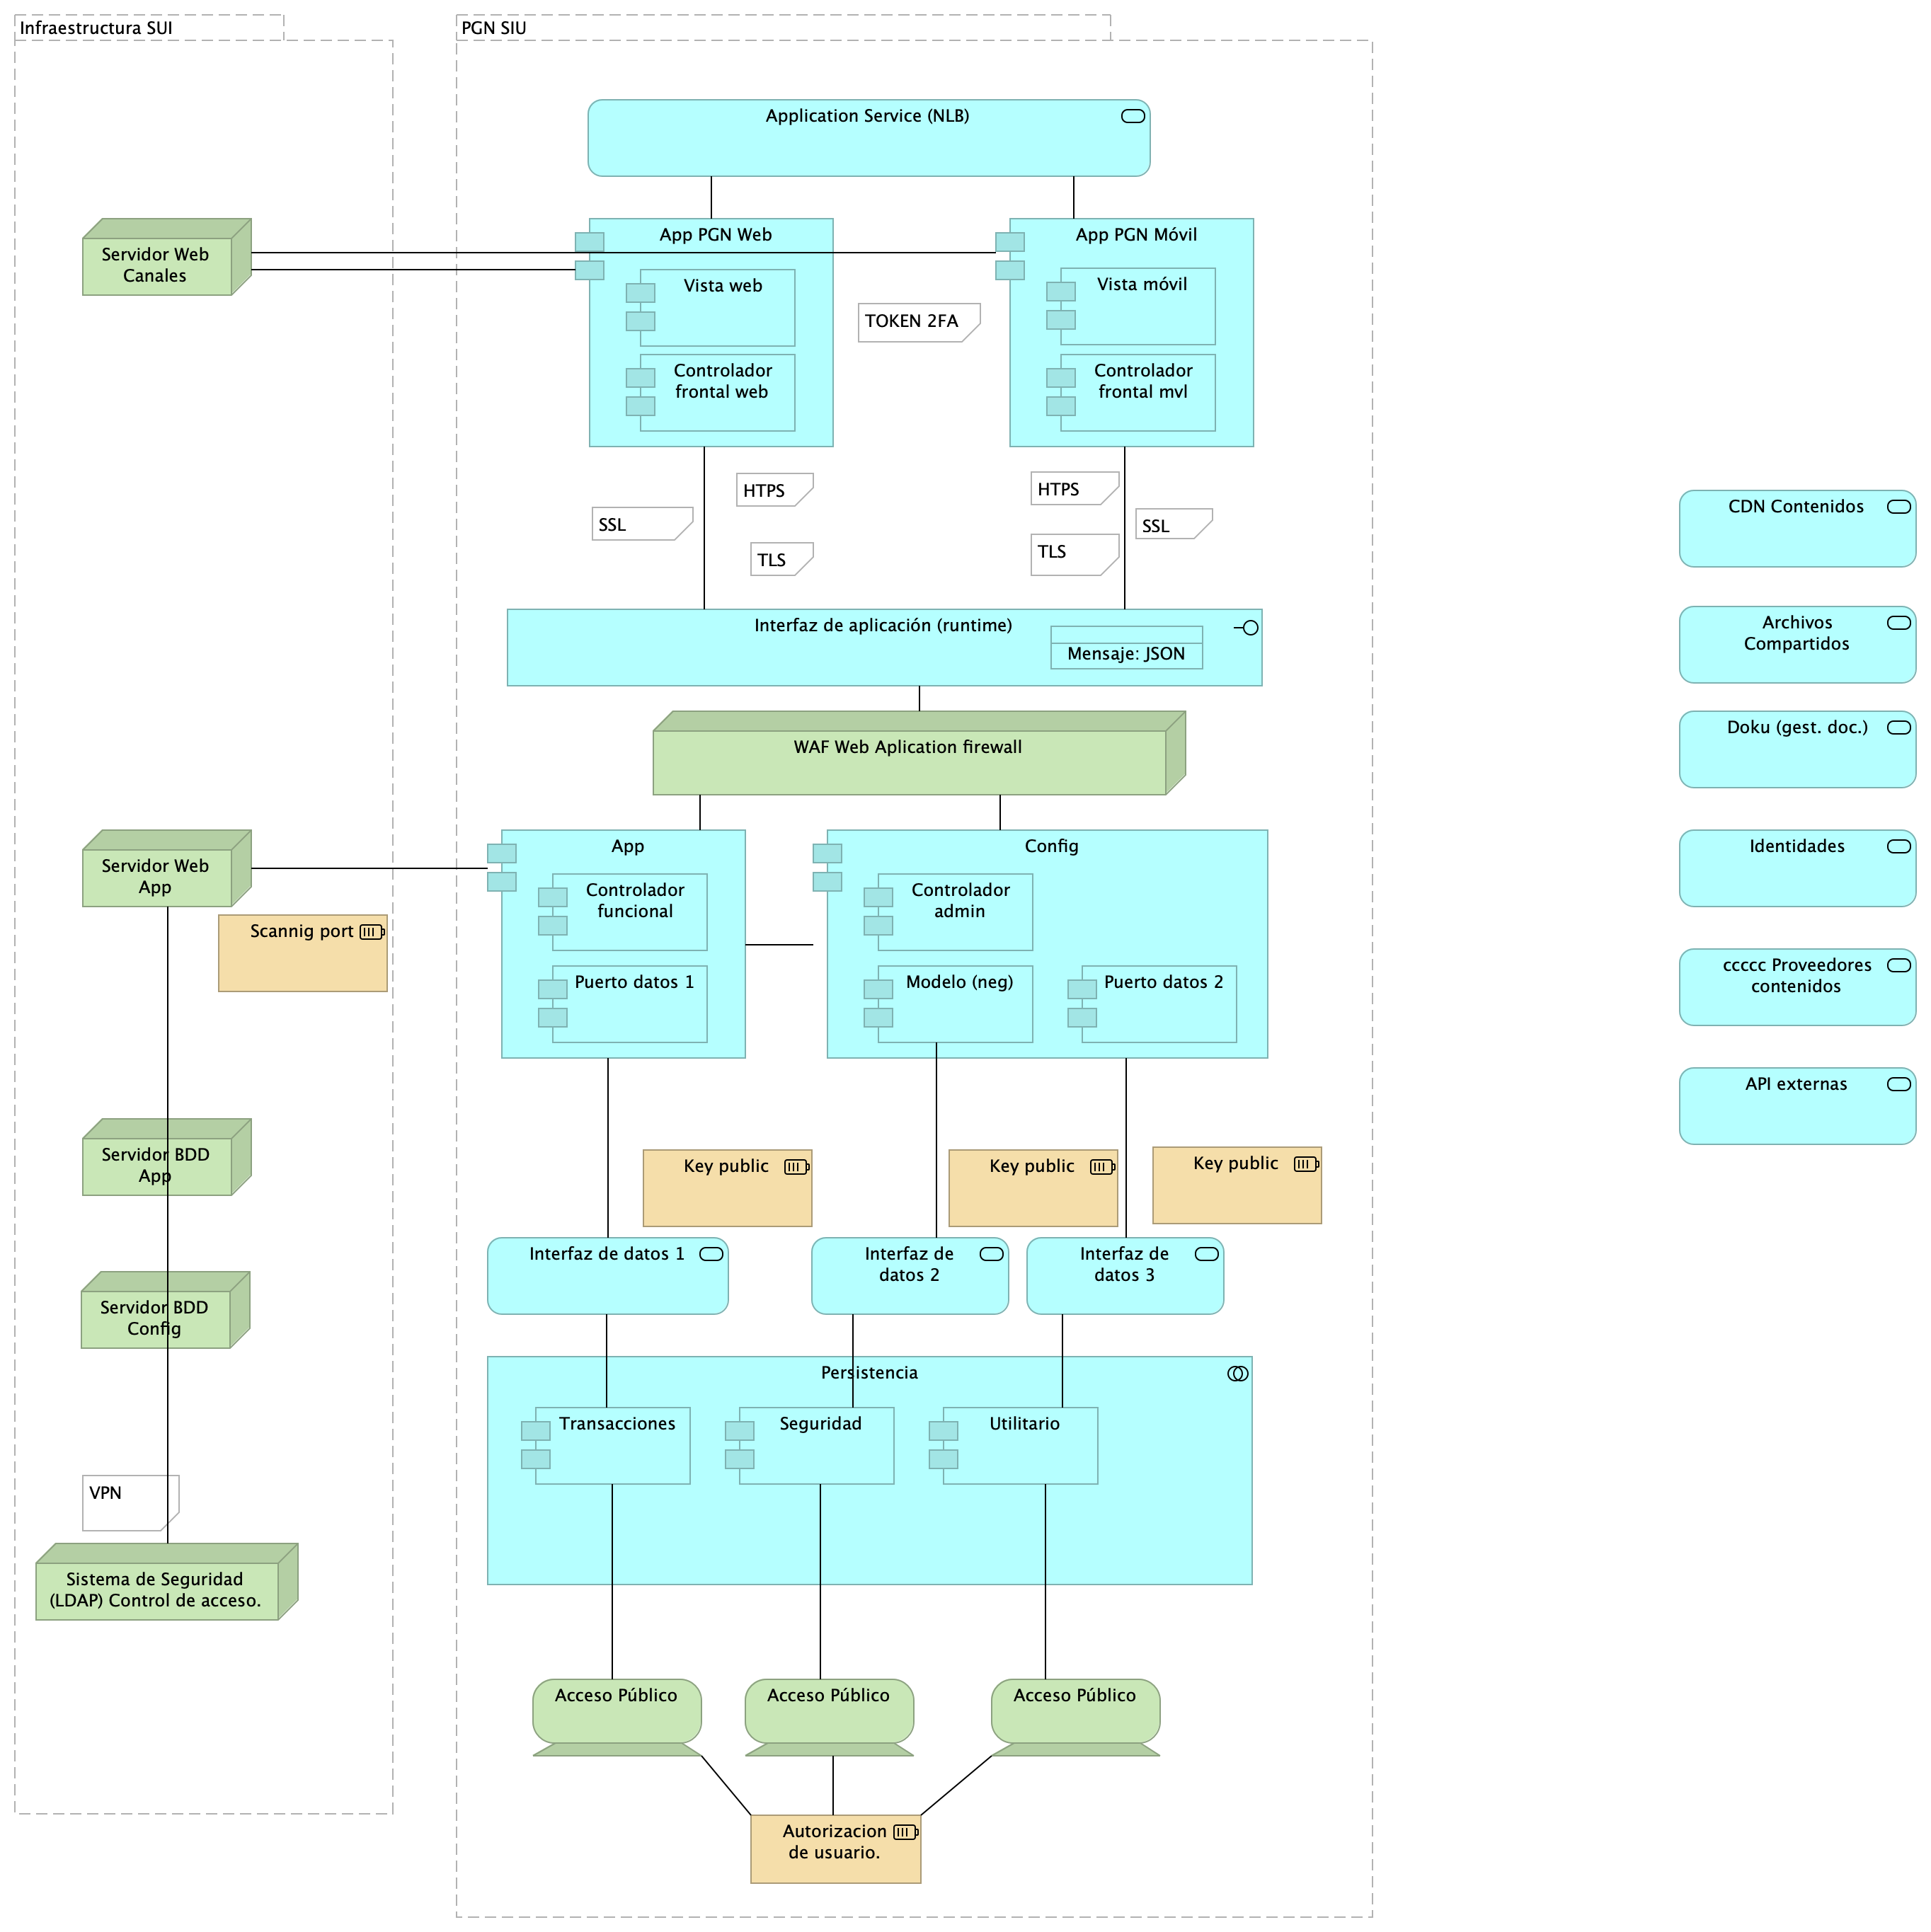 Infraestructura SUI
PGN SIU
Application Service (NLB)
Servidor Web
Canales
App PGN Web
Vista web
Controlador
frontal web
TOKEN 2FA
App PGN Móvil
Vista móvil
Controlador
frontal mvl
HTPS
SSL
TLS
HTPS
SSL
TLS
Interfaz de aplicación (runtime)
Mensaje: JSON
WAF Web Aplication firewall
Servidor Web
App
Scannig port
App
Controlador
funcional
Puerto datos 1
Config
Controlador
admin
Modelo (neg)
Puerto datos 2
Servidor BDD
App
Key public
Key public
Key public
Servidor BDD
Config
Interfaz de datos 1
Interfaz de
datos 2
Interfaz de
datos 3
Persistencia
Transacciones
Seguridad
Utilitario
VPN
Sistema de Seguridad
(LDAP) Control de acceso.
Acceso Público
Acceso Público
Acceso Público
Autorizacion
de usuario.
CDN Contenidos
Archivos
Compartidos
Doku (gest. doc.)
Identidades
ccccc Proveedores
contenidos
API externas